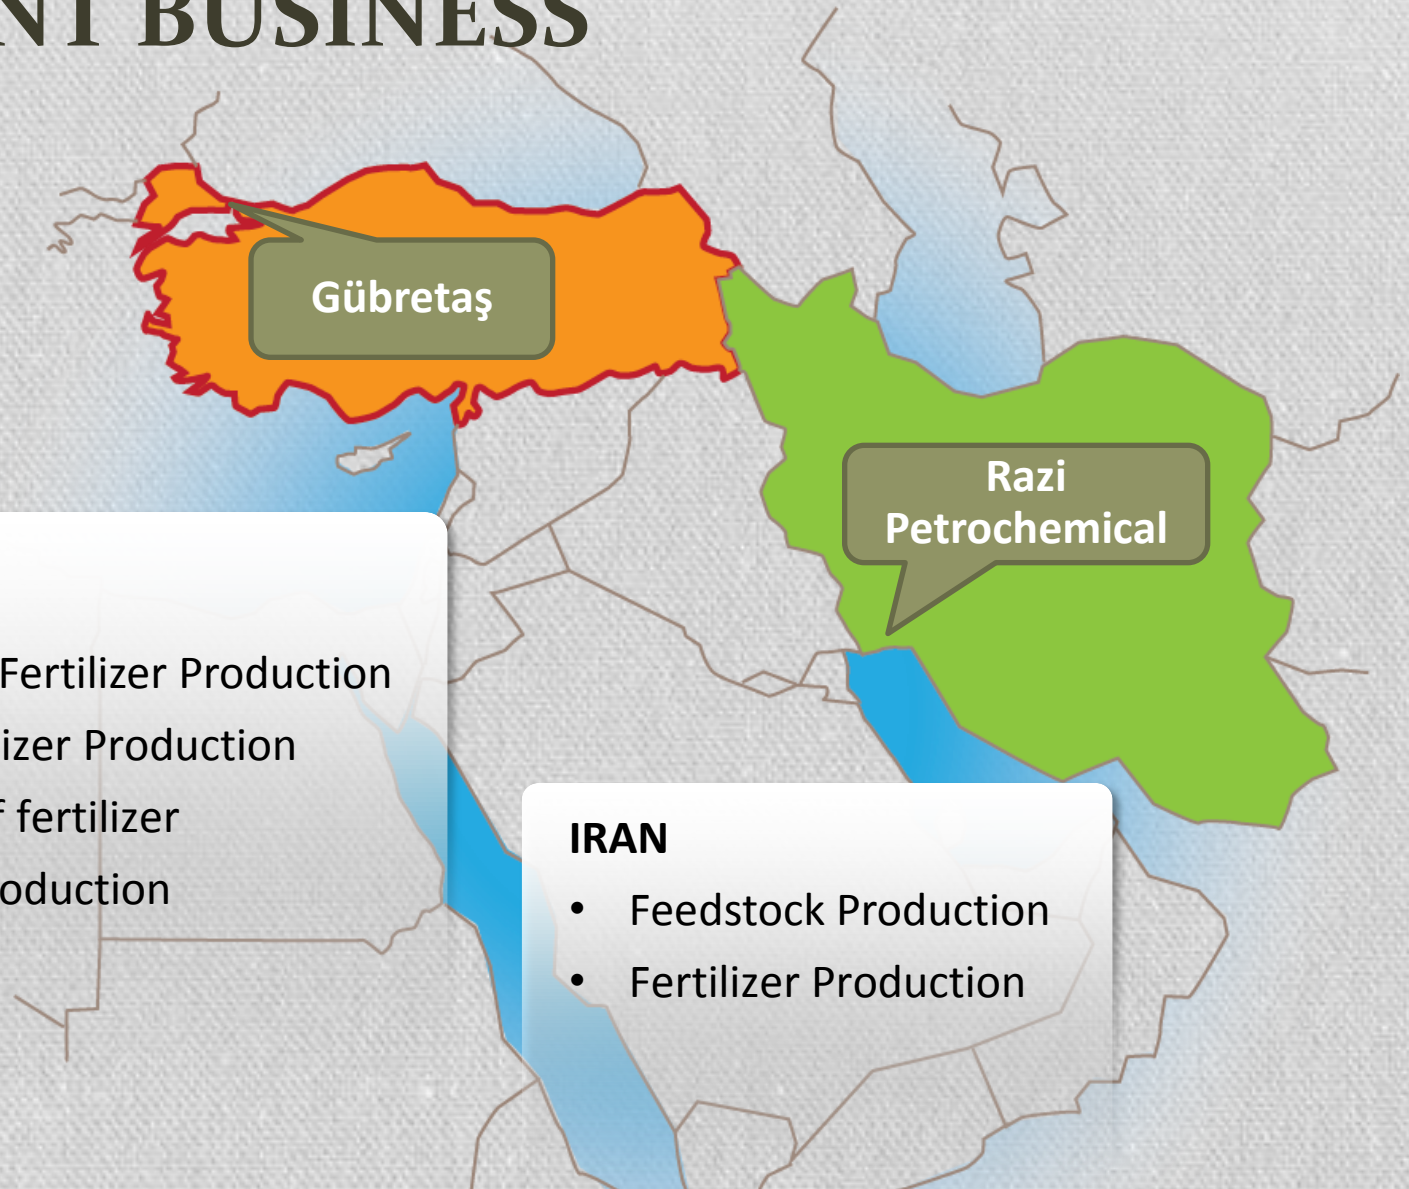 NT BUSINESS
Gübretaş
Razi
Petrochemical
Fertilizer Production
izer Production
f fertilizer
oduction
IRAN
• Feedstock Production
• Fertilizer Production